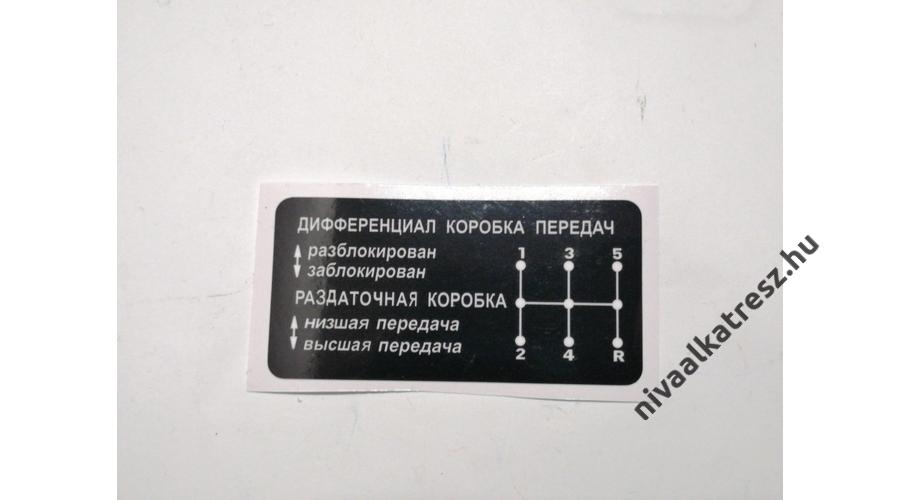 ДИФФЕРЕНЦИАЛ КОРОБКА ПЕРЕДАЧ
разблокирован
заблокирован
1 3 5
РАЗДАТОЧНАЯ КОРОБКА
низшая передача
высшая передача
2 4 R
nivaalkatresz.hu